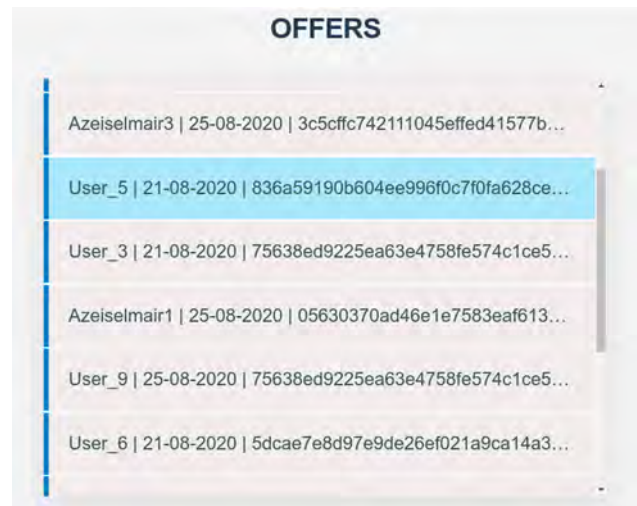 OFFERS
Azeiselmair3 | 25-08-2020 | 3c5cffc742111045effed41577b...
User_5 | 21-08-2020 | 836a59190b604ee996f0c7f0fa628ce...
User_3 | 21-08-2020 | 75638ed9225ea63e4758fe574c1ce5...
Azeiselmair1 | 25-08-2020 | 05630370ad46e1e7583eaf613...
User_9 | 25-08-2020 | 75638ed9225ea63e4758fe574c1ce5...
User_6 | 21-08-2020 | 5dcae7e8d97e9de26ef021a9ca14a3...